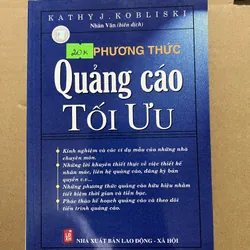 KATHY J. KOBLISKI
Nhân Văn (biên dịch)
20K
PHƯƠNG THỨC
Quảng cáo
TỐI ƯU
Kinh nghiệm và các ví dụ mẫu của những nhà
chuyên môn.
Những lời khuyên thiết thực về việc thiết kế
nhãn mác, liên hệ quảng cáo, đăng ký bản
quyền v.v...
Những phương thức quảng cáo hữu hiệu nhằm
tiết kiệm thời gian và tiền bạc.
Phác thảo kế hoạch quảng cáo và theo dõi
tiến trình quảng cáo.
NHÀ XUẤT BẢN LAO ĐỘNG - XÃ HỘI